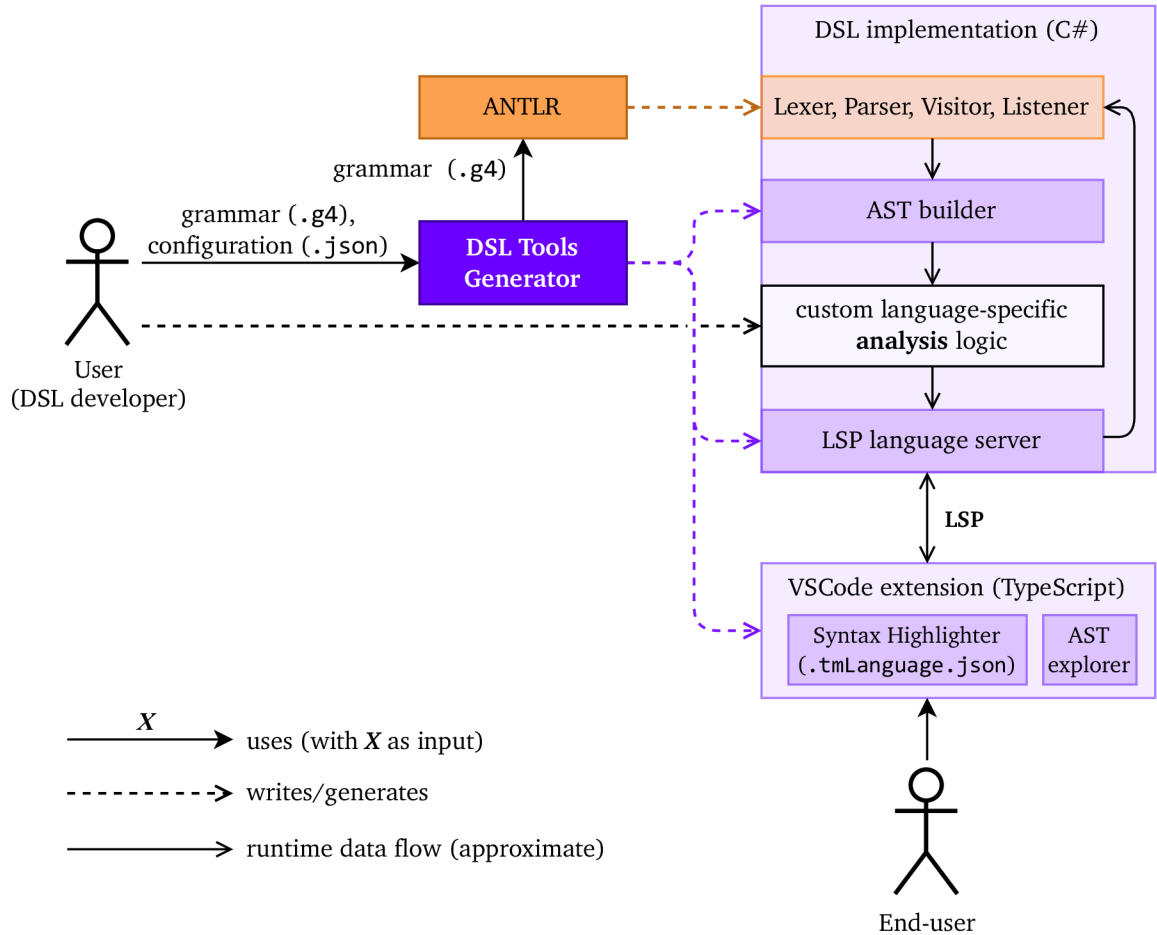 DSL implementation (C#)
ANTLR
Lexer, Parser, Visitor, Listener
grammar (.g4)
grammar (.g4),
configuration (.json)
DSL Tools
Generator
AST builder
custom language-specific
analysis logic
User
(DSL developer)
LSP language server
LSP
VSCode extension (TypeScript)
Syntax Highlighter
(.tmLanguage.json)
AST
explorer
X
uses (with X as input)
writes/generates
runtime data flow (approximate)
End-user